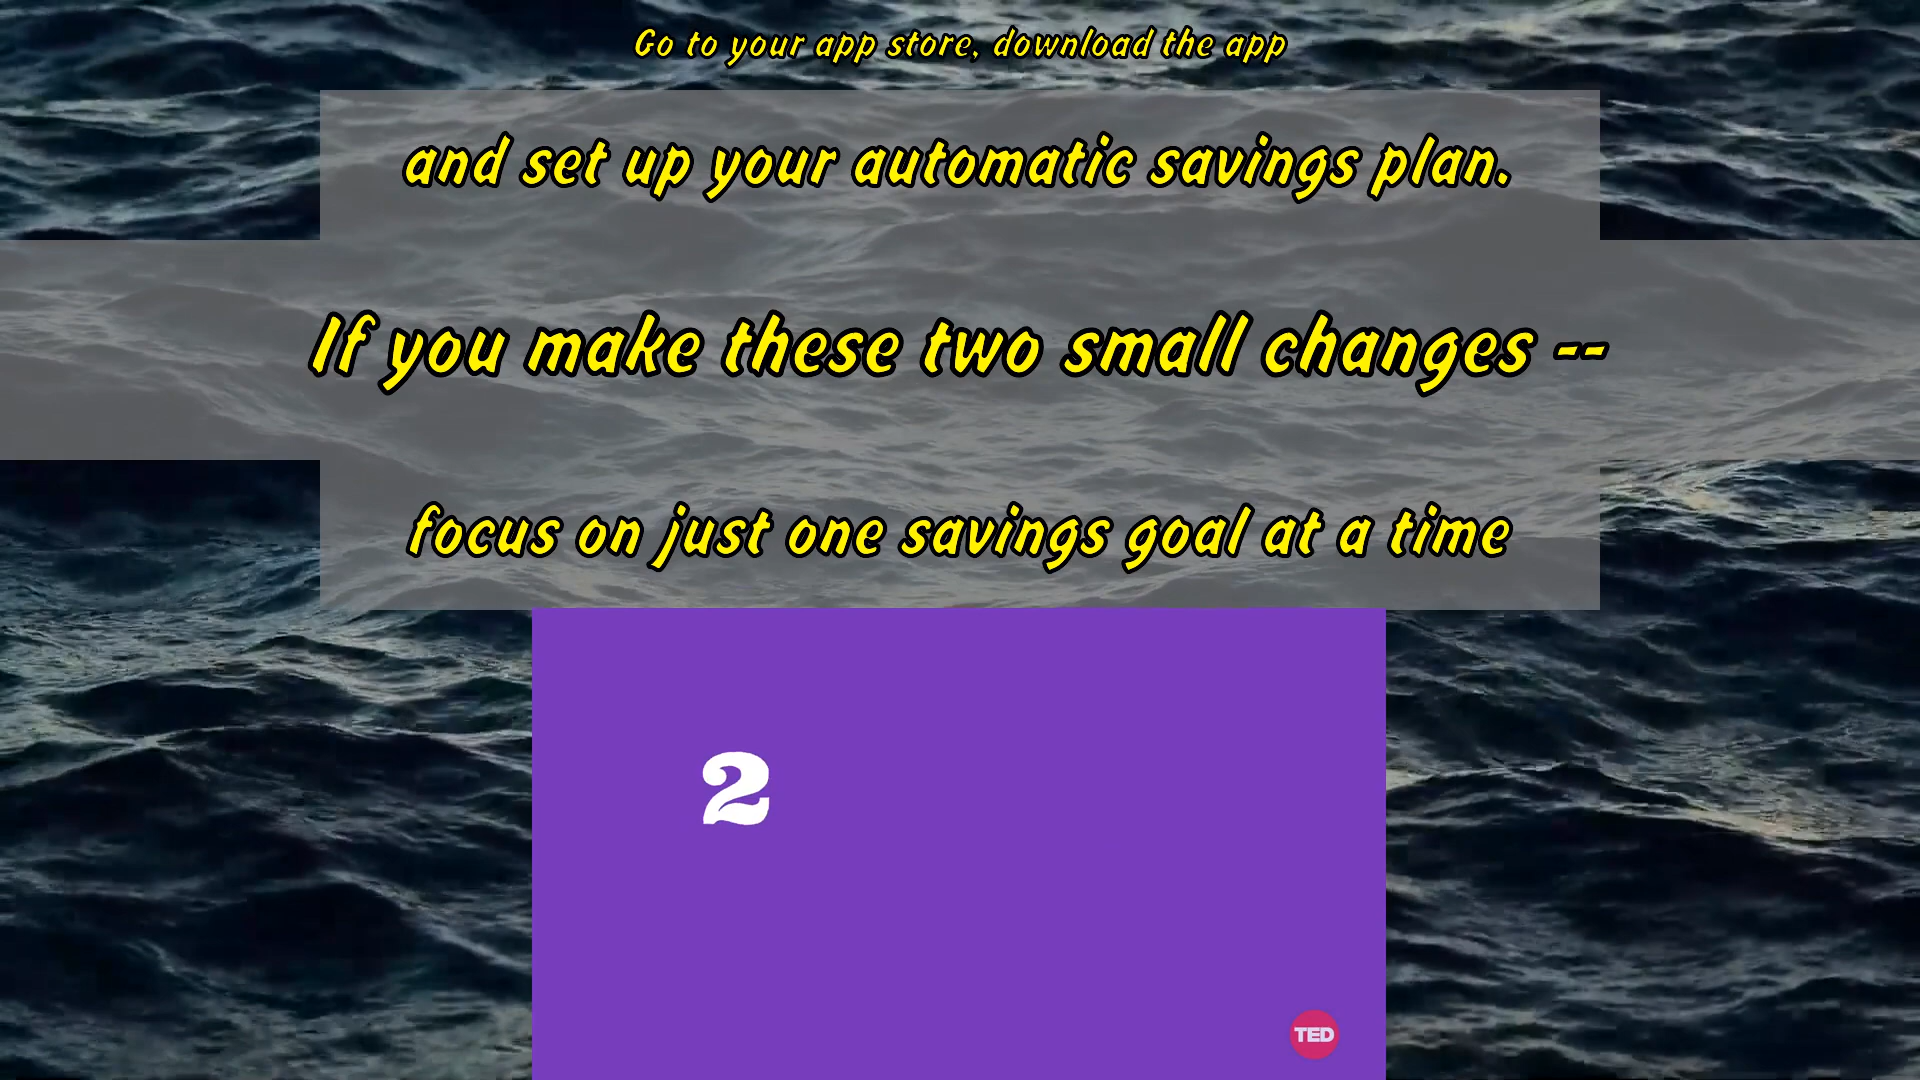 Go to your app store, download the app
and set up your automatic savings plan.
If you make these two small changes --
focus on just one savings goal at a time
2
TED